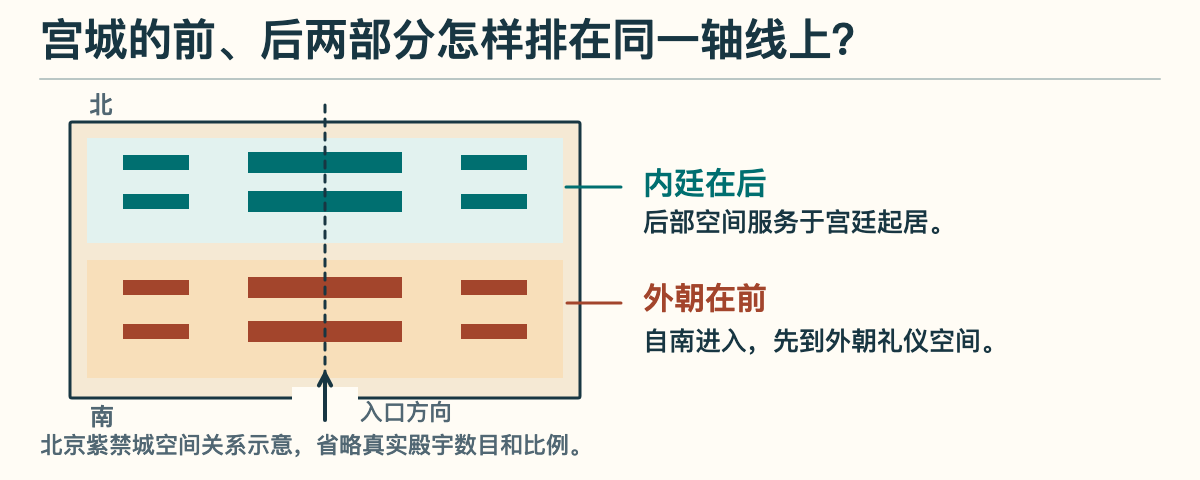 宫城的前、后两部分怎样排在同一轴线上?
北
内廷在后
后部空间服务于宫廷起居。
外朝在前
自南进入，先到外朝礼仪空间。
南
入口方向
北京紫禁城空间关系示意，省略真实殿宇数目和比例。